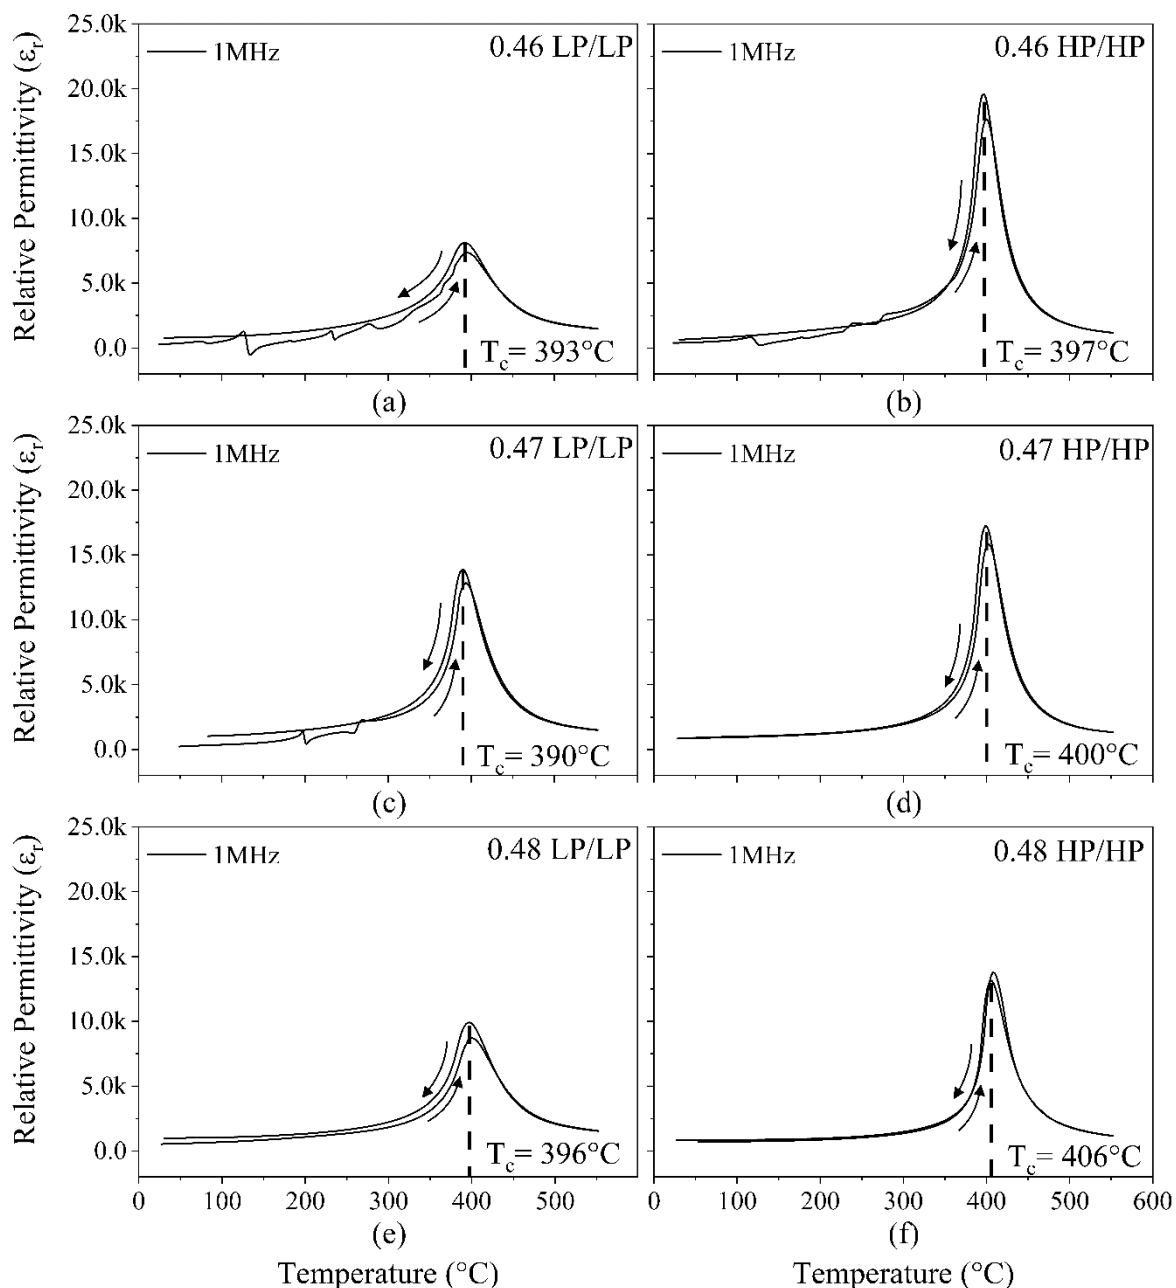 25.0k
20.0k
15.0k
10.0k
5.0k
0.0
Relative Permittivity (εr)
1MHz
0.46 LP/LP
Tc= 393°C
(a)
1MHz
0.46 HP/HP
Tc= 397°C
(b)
25.0k
20.0k
15.0k
10.0k
5.0k
0.0
Relative Permittivity (εr)
1MHz
0.47 LP/LP
Tc= 390°C
(c)
1MHz
0.47 HP/HP
Tc= 400°C
(d)
25.0k
20.0k
15.0k
10.0k
5.0k
0.0
Relative Permittivity (εr)
1MHz
0.48 LP/LP
Tc= 396°C
0 100 200 300 400 500
(e)
Temperature (°C)
1MHz
0.48 HP/HP
Tc= 406°C
0 100 200 300 400 500 600
(f)
Temperature (°C)